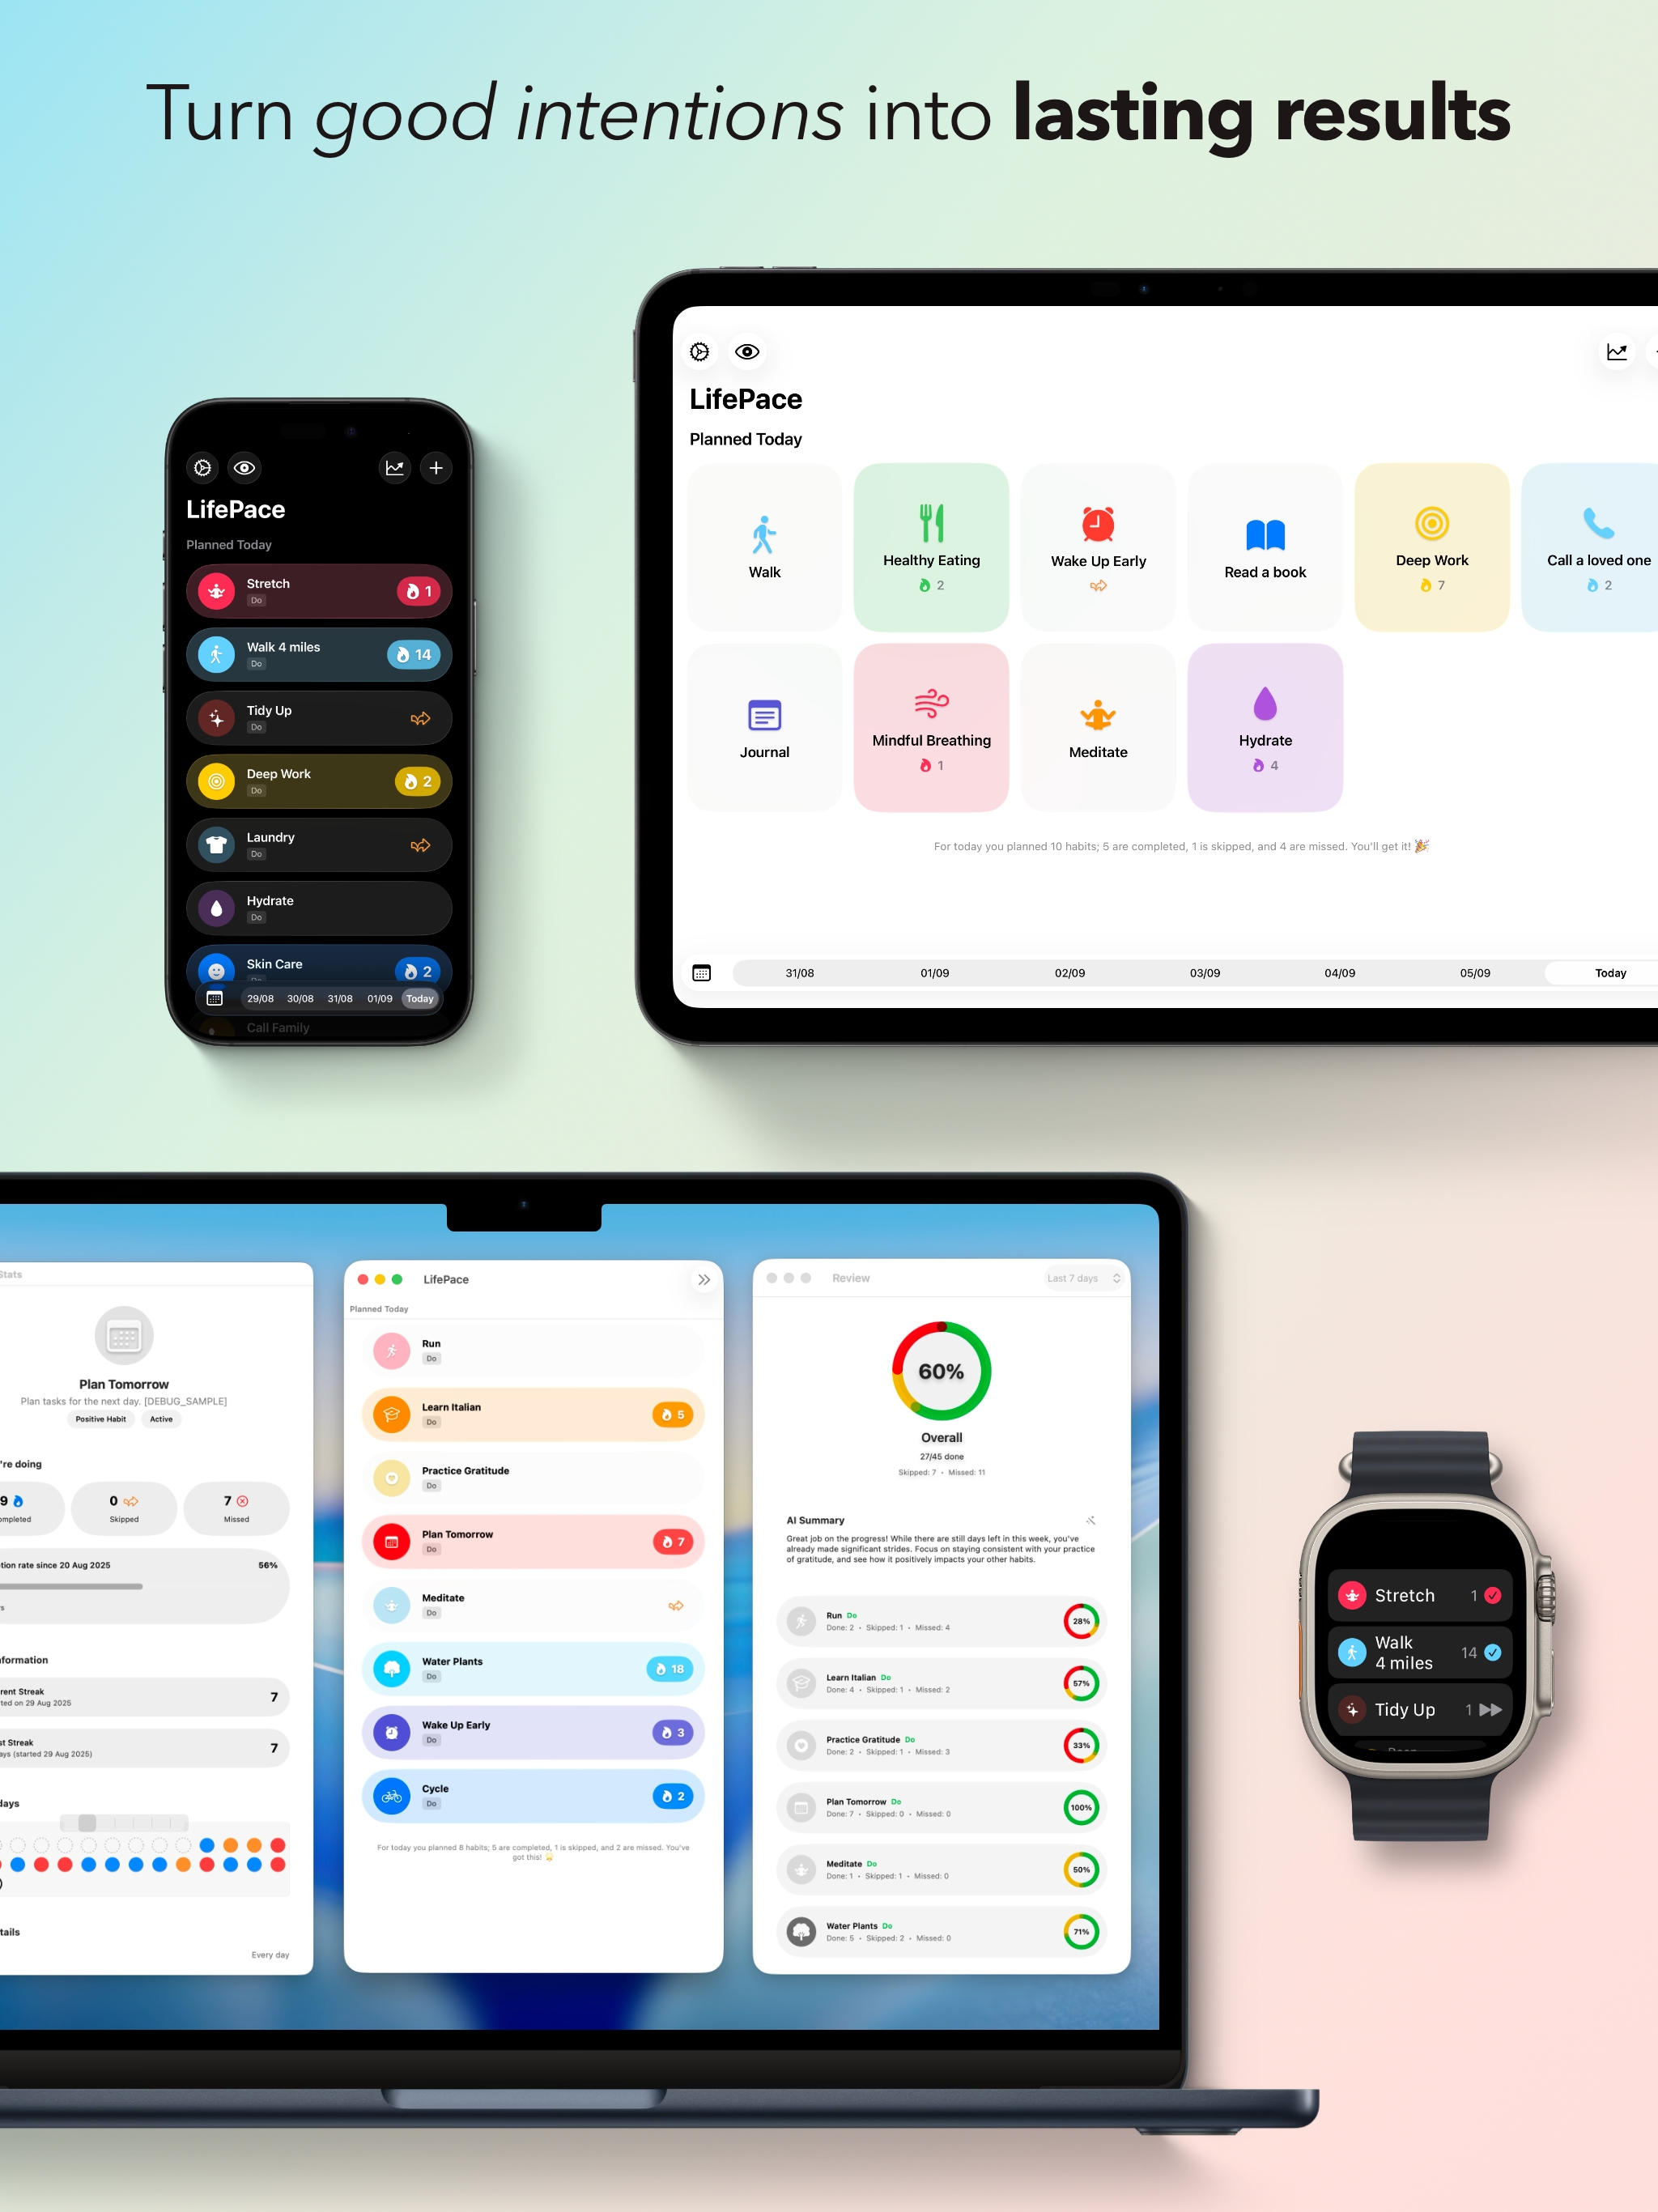 Turn good intentions into lasting results
LifePace
Planned Today
Stretch
Do
1
Walk 4 miles
Do
14
Tidy Up
Do
Deep Work
Do
2
Laundry
Do
Hydrate
Do
Skin Care
2
29/08 30/08 31/08 01/09 Today
Call Family
LifePace
Planned Today
Walk
Healthy Eating
2
Wake Up Early
Read a book
Deep Work
7
Call a loved one
2
Journal
Mindful Breathing
1
Meditate
Hydrate
4
For today you planned 10 habits; 5 are completed, 1 is skipped, and 4 are missed. You'll get it! 🎉
31/08 01/09 02/09 03/09 04/09 05/09 Today
Stats
Plan Tomorrow
Plan tasks for the next day. [DEBUG_SAMPLE]
Positive Habit Active
're doing
9
ompleted
0
Skipped
7
Missed
tion rate since 20 Aug 2025 56%
s
formation
rent Streak
ted on 29 Aug 2025
7
st Streak
ays (started 29 Aug 2025)
7
days
)
tails
Every day
LifePace
Planned Today
Run
Do
Learn Italian
Do
5
Practice Gratitude
Do
Plan Tomorrow
Do
7
Meditate
Do
Water Plants
Do
18
Wake Up Early
Do
3
Cycle
Do
2
For today you planned 8 habits; 5 are completed, 1 is skipped, and 2 are missed. You've
got this! 🌟
Review
Last 7 days
60%
Overall
27/45 done
Skipped: 7 • Missed: 11
AI Summary
Great job on the progress! While there are still days left in this week, you've
already made significant strides. Focus on staying consistent with your practice
of gratitude, and see how it positively impacts your other habits.
Run Do
Done: 2 • Skipped: 1 • Missed: 4
28%
Learn Italian Do
Done: 4 • Skipped: 1 • Missed: 2
57%
Practice Gratitude Do
Done: 2 • Skipped: 1 • Missed: 3
33%
Plan Tomorrow Do
Done: 7 • Skipped: 0 • Missed: 0
100%
Meditate Do
Done: 1 • Skipped: 1 • Missed: 0
50%
Water Plants Do
Done: 5 • Skipped: 2 • Missed: 0
71%
Stretch 1
Walk
4 miles
14
Tidy Up 1